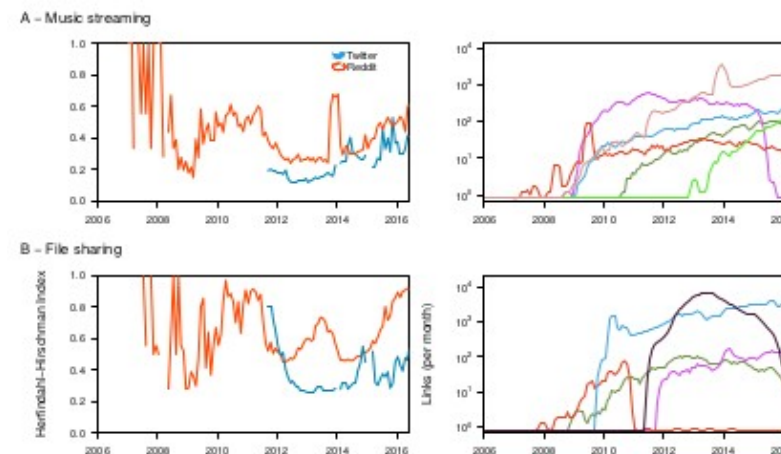 A – Music streaming
1.0
0.8
0.6
0.4
0.2
0.0
Twitter
Reddit
2006 2008 2010 2012 2014 2016
10⁴
10³
10²
10¹
10⁰
2006 2008 2010 2012 2014
B – File sharing
Herfindahl–Hirschman Index
1.0
0.8
0.6
0.4
0.2
0.0
2006 2008 2010 2012 2014 2016
Links (per month)
10⁴
10³
10²
10¹
10⁰
2006 2008 2010 2012 2014